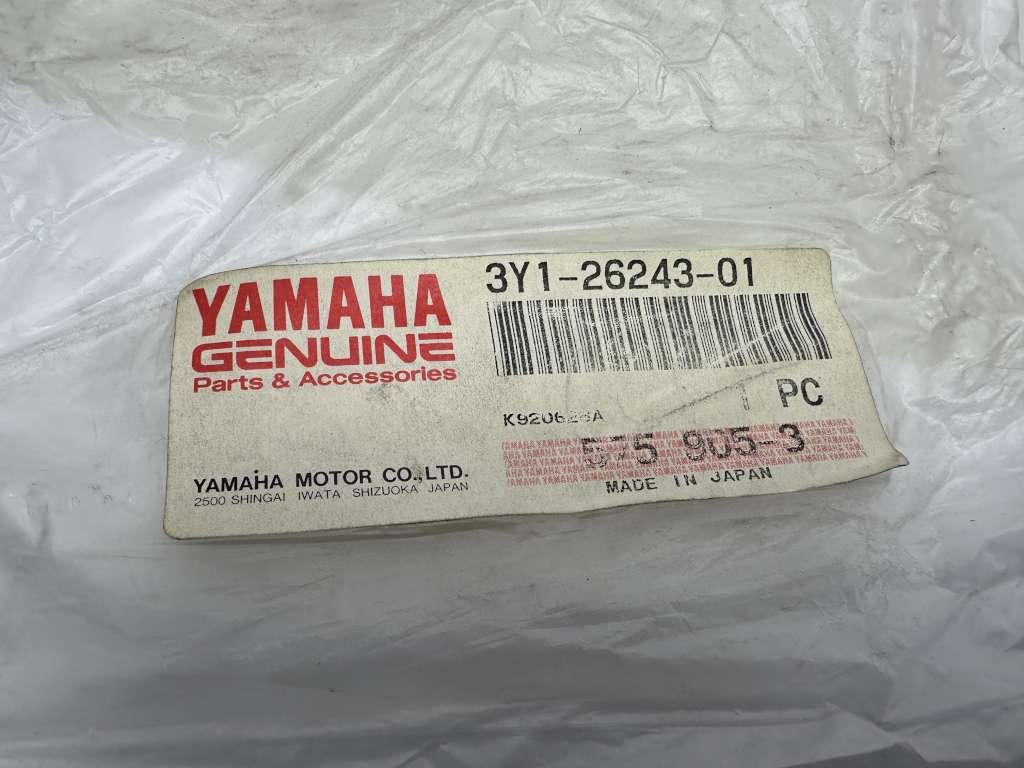 YAMAHA
GENUINE
Parts & Accessories
YAMAHA MOTOR CO.,LTD.
2500 SHINGAI IWATA SHIZUOKA JAPAN
3Y1-26243-01
1 PC
575 905-3
MADE IN JAPAN